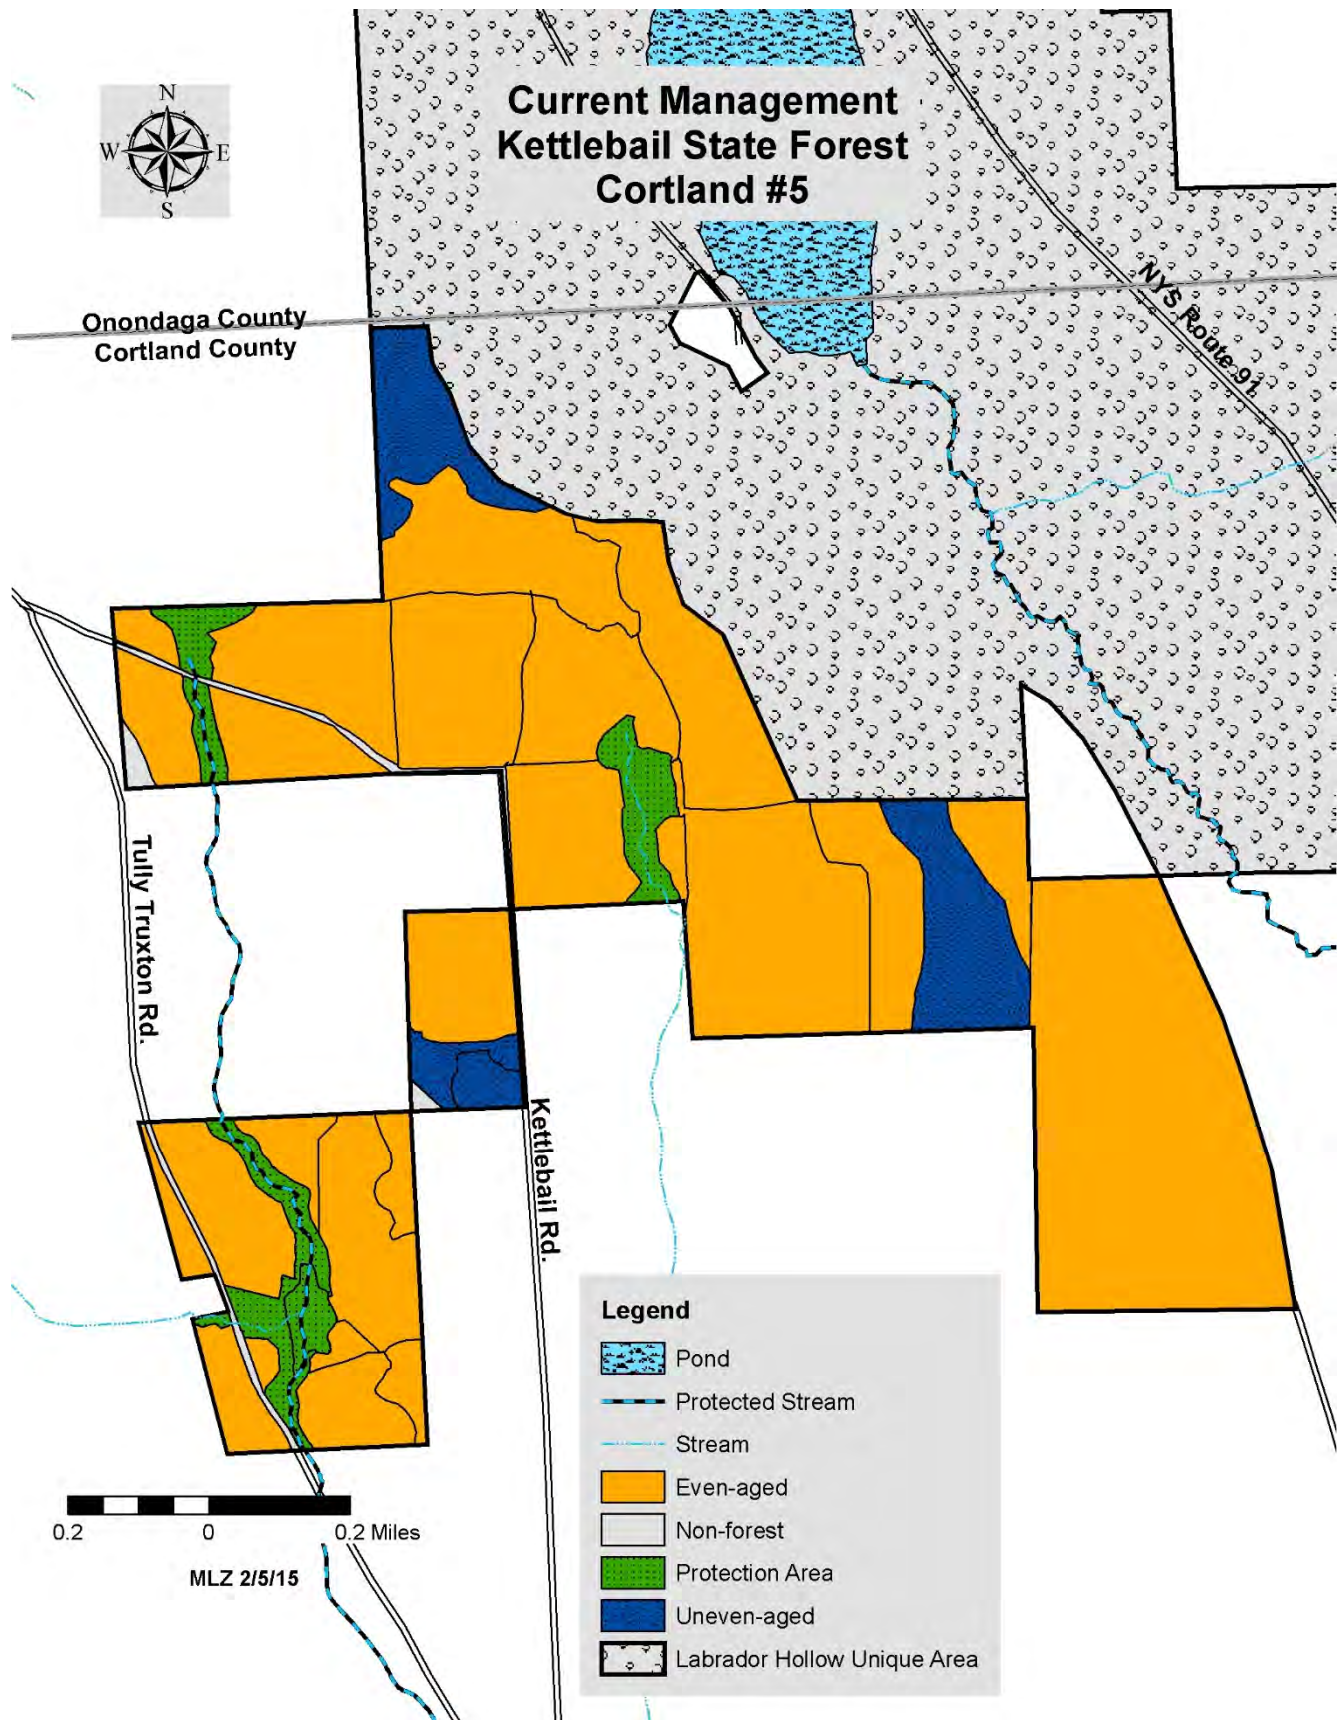 Current Management
Kettlebail State Forest
Cortland #5
N
W E
S
NYS Route 91
Onondaga County
Cortland County
Tully Truxton Rd.
Kettlebail Rd.
Legend
Pond
Protected Stream
Stream
Even-aged
Non-forest
Protection Area
Uneven-aged
Labrador Hollow Unique Area
0.2 0 0.2 Miles
MLZ 2/5/15